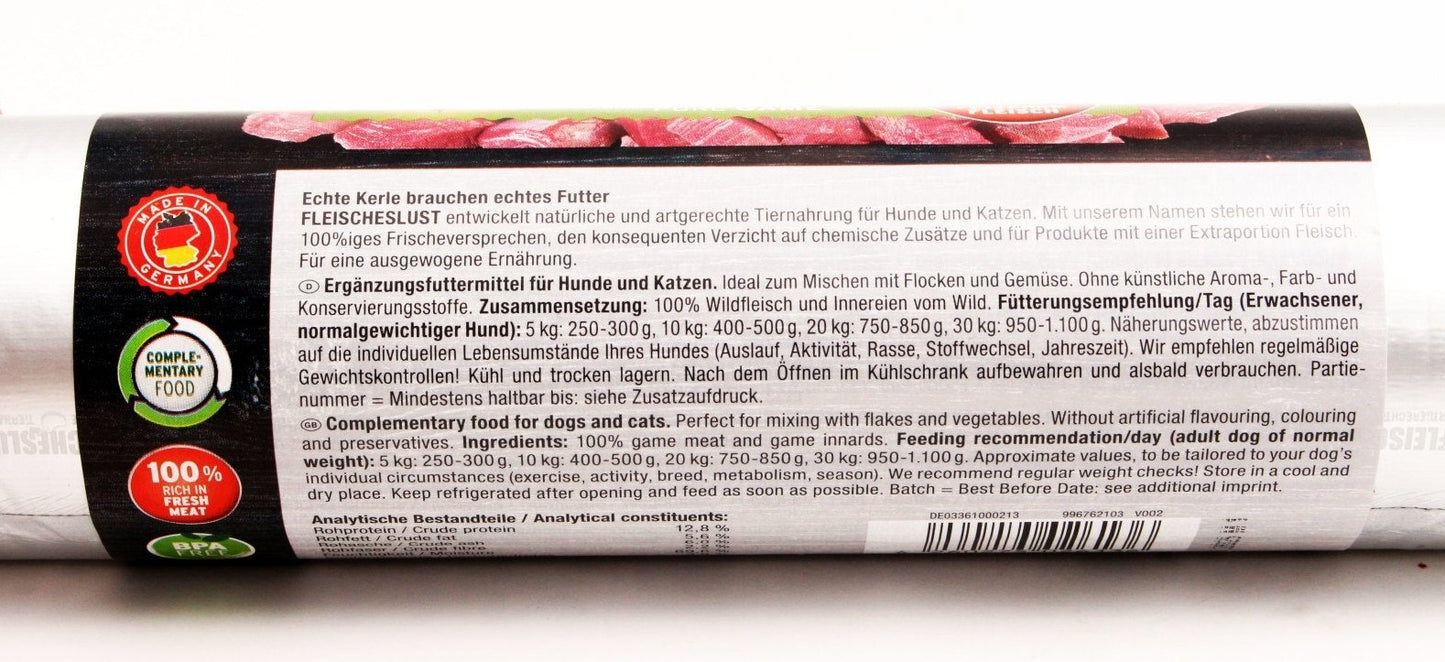 FLEISCH
MADE IN
GERMANY
COMPLE-
MENTARY
FOOD
100 %
RICH IN
FRESH
MEAT
BPA
Echte Kerle brauchen echtes Futter
FLEISCHESLUST entwickelt natürliche und artgerechte Tiernahrung für Hunde und Katzen. Mit unserem Namen stehen wir für ein
100%iges Frischeversprechen, den konsequenten Verzicht auf chemische Zusätze und für Produkte mit einer Extraportion Fleisch.
Für eine ausgewogene Ernährung.
D Ergänzungsfuttermittel für Hunde und Katzen. Ideal zum Mischen mit Flocken und Gemüse. Ohne künstliche Aroma-, Farb- und
Konservierungsstoffe. Zusammensetzung: 100% Wildfleisch und Innereien vom Wild. Fütterungsempfehlung/Tag (Erwachsener,
normalgewichtiger Hund): 5 kg: 250-300 g, 10 kg: 400-500 g, 20 kg: 750-850 g, 30 kg: 950-1.100 g. Näherungswerte, abzustimmen
auf die individuellen Lebensumstände Ihres Hundes (Auslauf, Aktivität, Rasse, Stoffwechsel, Jahreszeit). Wir empfehlen regelmäßige
Gewichtskontrollen! Kühl und trocken lagern. Nach dem Öffnen im Kühlschrank aufbewahren und alsbald verbrauchen. Partie-
nummer = Mindestens haltbar bis: siehe Zusatzaufdruck.
GB Complementary food for dogs and cats. Perfect for mixing with flakes and vegetables. Without artificial flavouring, colouring
and preservatives. Ingredients: 100% game meat and game innards. Feeding recommendation/day (adult dog of normal
weight): 5 kg: 250-300 g, 10 kg: 400-500 g, 20 kg: 750-850 g, 30 kg: 950-1.100 g. Approximate values, to be tailored to your dog's
individual circumstances (exercise, activity, breed, metabolism, season). We recommend regular weight checks! Store in a cool and
dry place. Keep refrigerated after opening and feed as soon as possible. Batch = Best Before Date: see additional imprint.
Analytische Bestandteile / Analytical constituents:
Rohprotein / Crude protein 12,8 %
Rohfett / Crude fat 5,6 %
Rohasche / Crude ash
Rohfaser / Crude fibre
DE03361000213 996762103 V002